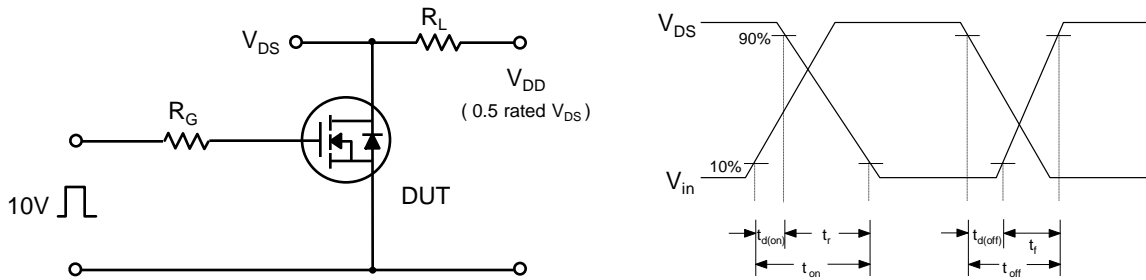 V_DS
R_L
V_DD
( 0.5 rated V_DS )
R_G
10V
DUT
V_DS
90%
10%
V_in
t_d(on)
t_r
t_on
t_d(off)
t_f
t_off